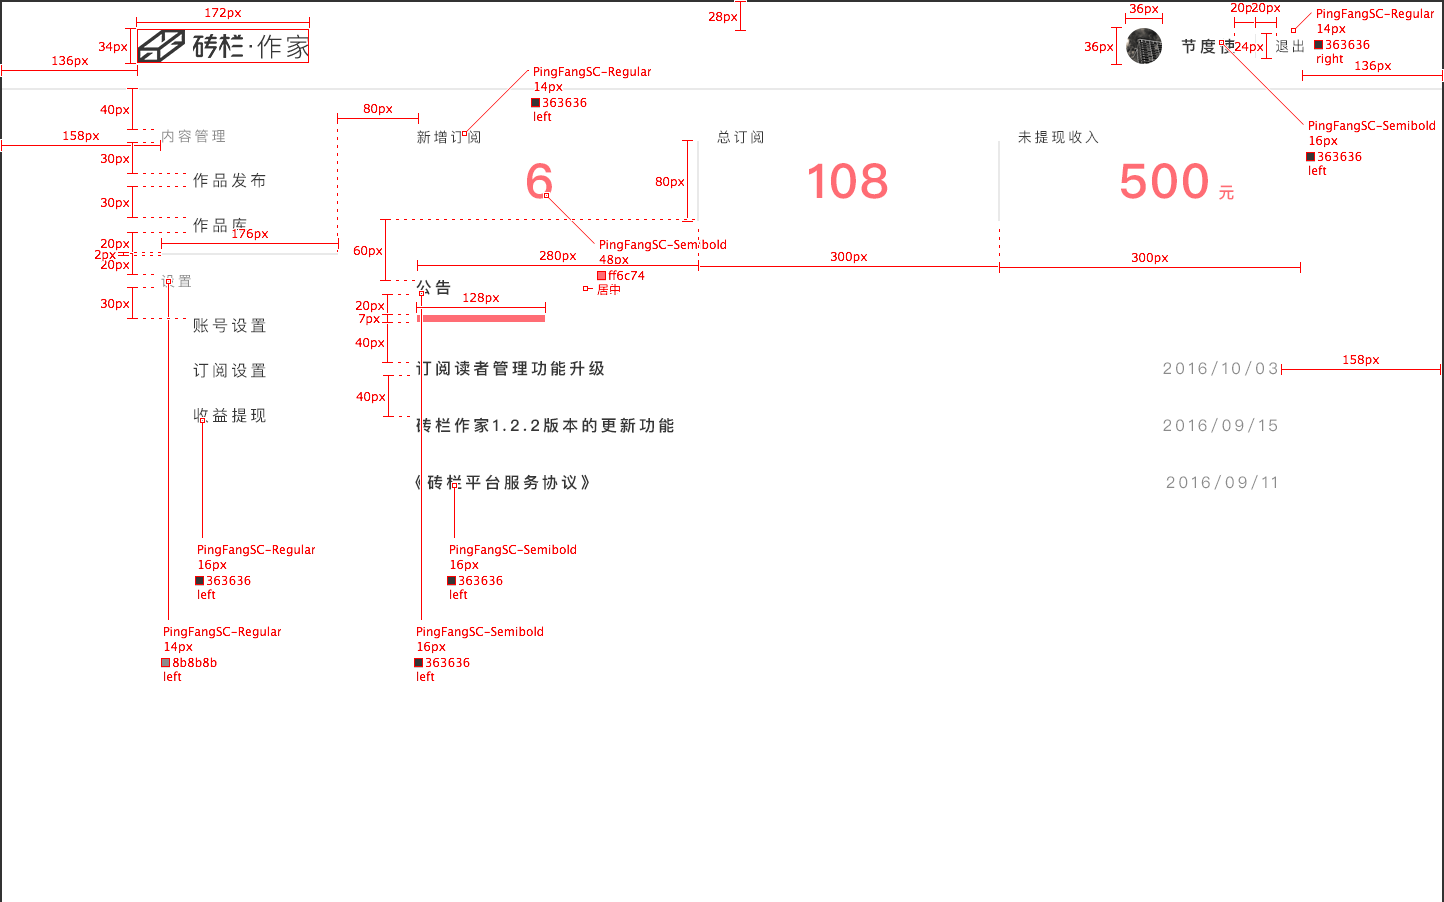 172px
28px
36px
20px
20px
PingFangSC-Regular
14px
363636
right
34px
砖栏·作家
36px
节度使
24px
退出
136px
136px
PingFangSC-Regular
14px
363636
left
40px
80px
158px
内容管理
新增订阅
总订阅
未提现收入
PingFangSC-Semibold
16px
363636
left
30px
作品发布
6
80px
108
500 元
30px
作品库
20px
176px
2px
20px
60px
PingFangSC-Semibold
48px
ff6c74
居中
280px
300px
300px
设置
公告
30px
20px
128px
7px
账号设置
40px
订阅读者管理功能升级
2016/10/03
158px
订阅设置
40px
收益提现
砖栏作家1.2.2版本的更新功能
2016/09/15
《砖栏平台服务协议》
2016/09/11
PingFangSC-Regular
16px
363636
left
PingFangSC-Semibold
16px
363636
left
PingFangSC-Regular
14px
8b8b8b
left
PingFangSC-Semibold
16px
363636
left